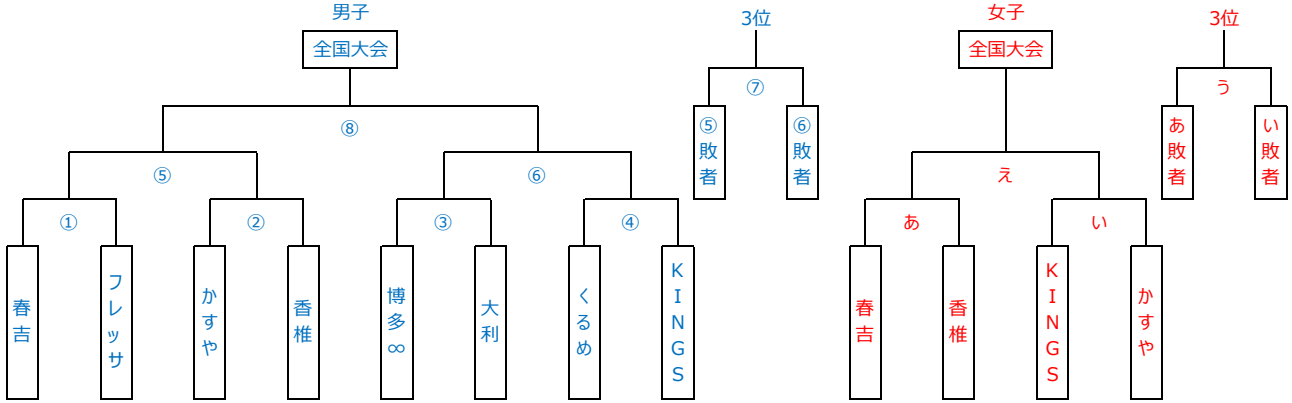 男子
全国大会
⑧
⑤
⑥
①
②
③
④
春吉
フレッサ
かすや
香椎
博多∞
大利
くるめ
KINGS
3位
⑦
⑤敗者
⑥敗者
女子
全国大会
え
あ
い
春吉
香椎
KINGS
かすや
3位
う
あ敗者
い敗者